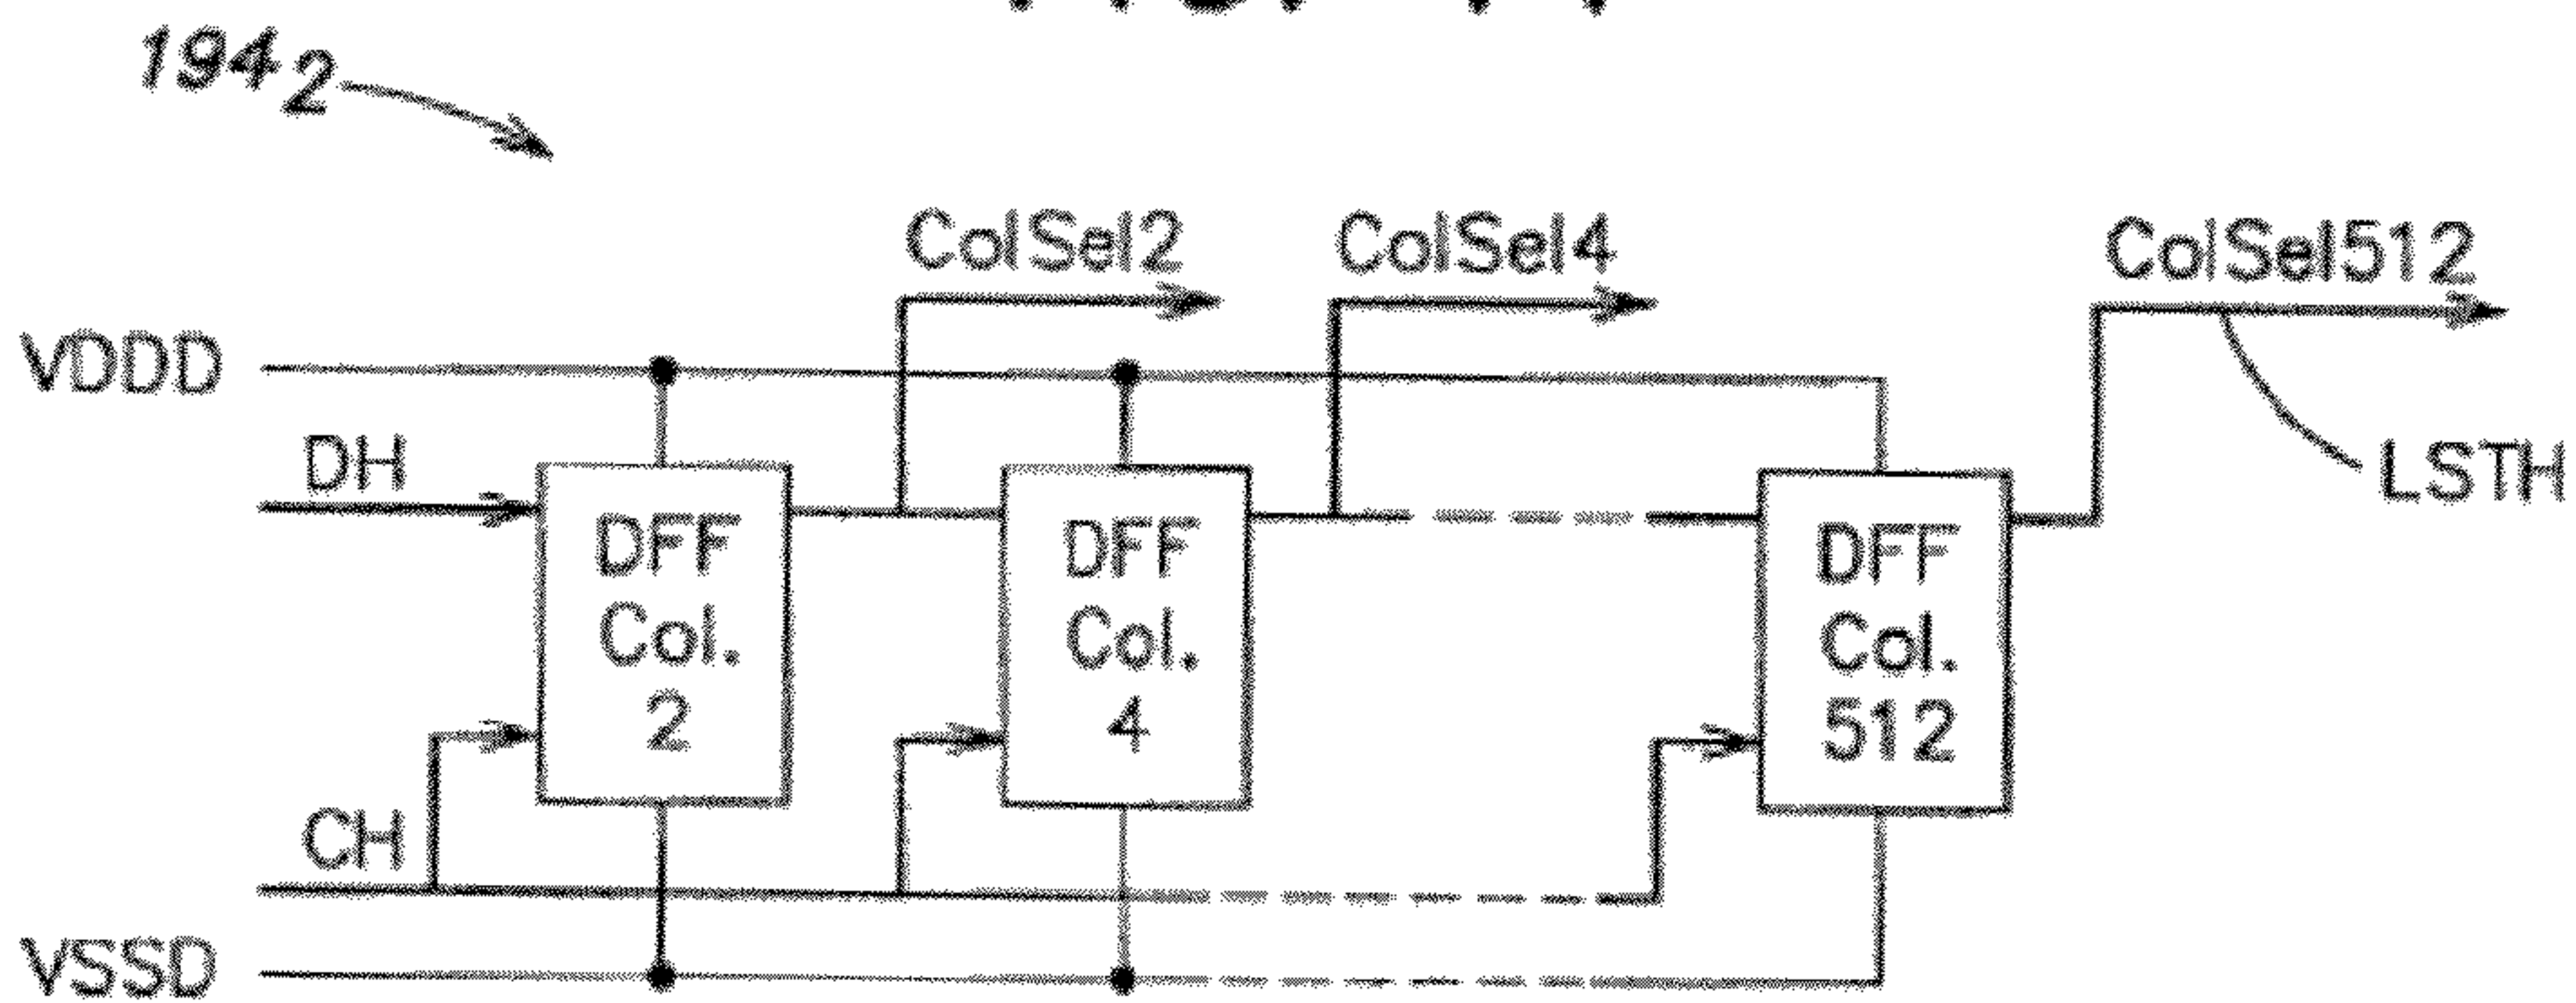 194₂
ColSel2
ColSel4
ColSel512
VDDD
DH
LSTH
DFF
Col.
2
DFF
Col.
4
DFF
Col.
512
CH
VSSD